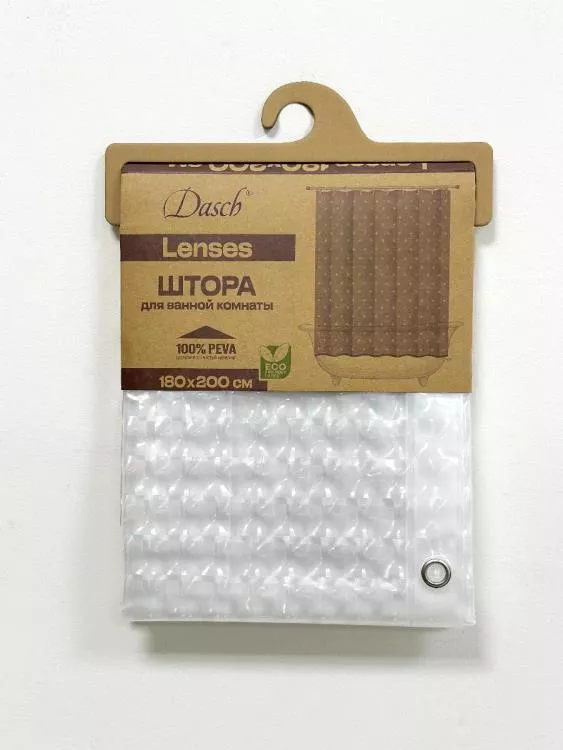 Dasch®
Lenses
ШТОРА
для ванной комнаты
100% PEVA
ECO
180x200 см